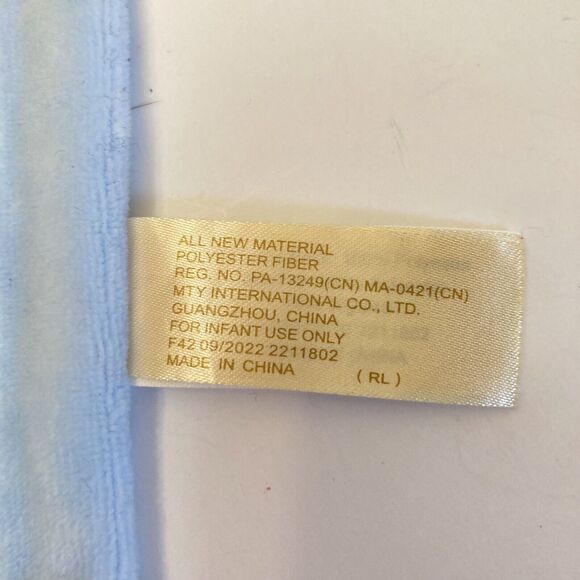 ALL NEW MATERIAL
POLYESTER FIBER
REG. NO. PA-13249(CN) MA-0421(CN)
MTY INTERNATIONAL CO., LTD.
GUANGZHOU, CHINA
FOR INFANT USE ONLY
F42 09/2022 2211802
MADE IN CHINA (RL)